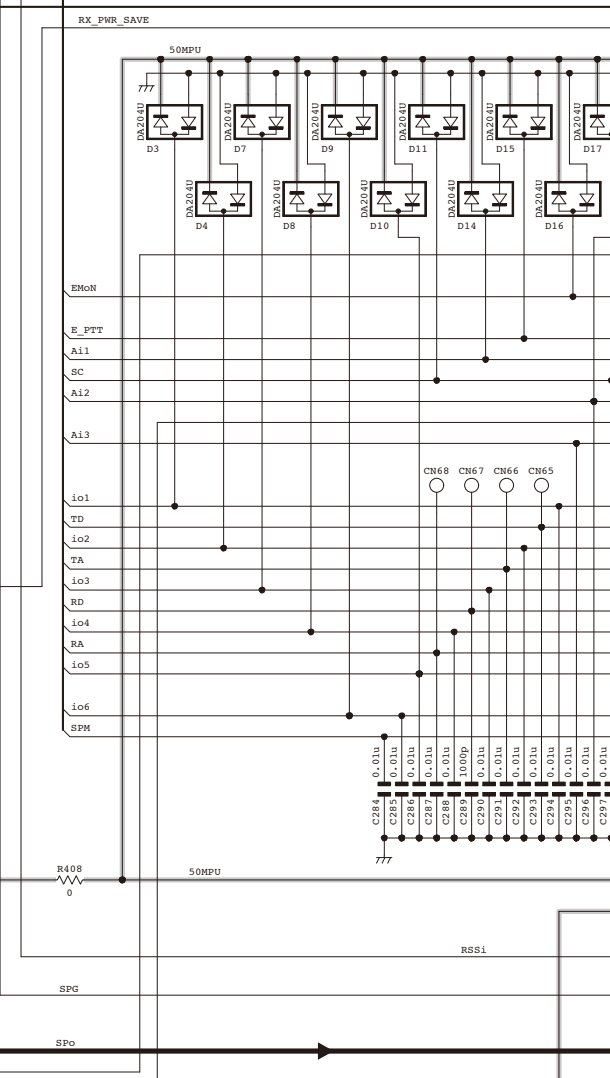 RX_PWR_SAVE
50MPU
DA204U DA204U DA204U DA204U DA204U DA204U
D3 D7 D9 D11 D15 D17
DA204U DA204U DA204U DA204U DA204U
D4 D8 D10 D14 D16
EMoN
E_PTT
Ai1
SC
Ai2
Ai3
CN68 CN67 CN66 CN65
io1
TD
io2
TA
io3
RD
io4
RA
io5
io6
SPM
0.01u 0.01u 0.01u 0.01u 0.01u 1000p 0.01u 0.01u 0.01u 0.01u 0.01u 0.01u 0.01u 0.01u
C284 C285 C286 C287 C288 C289 C290 C291 C292 C293 C294 C295 C296 C297
R408
50MPU
0
RSSi
SPG
SPo